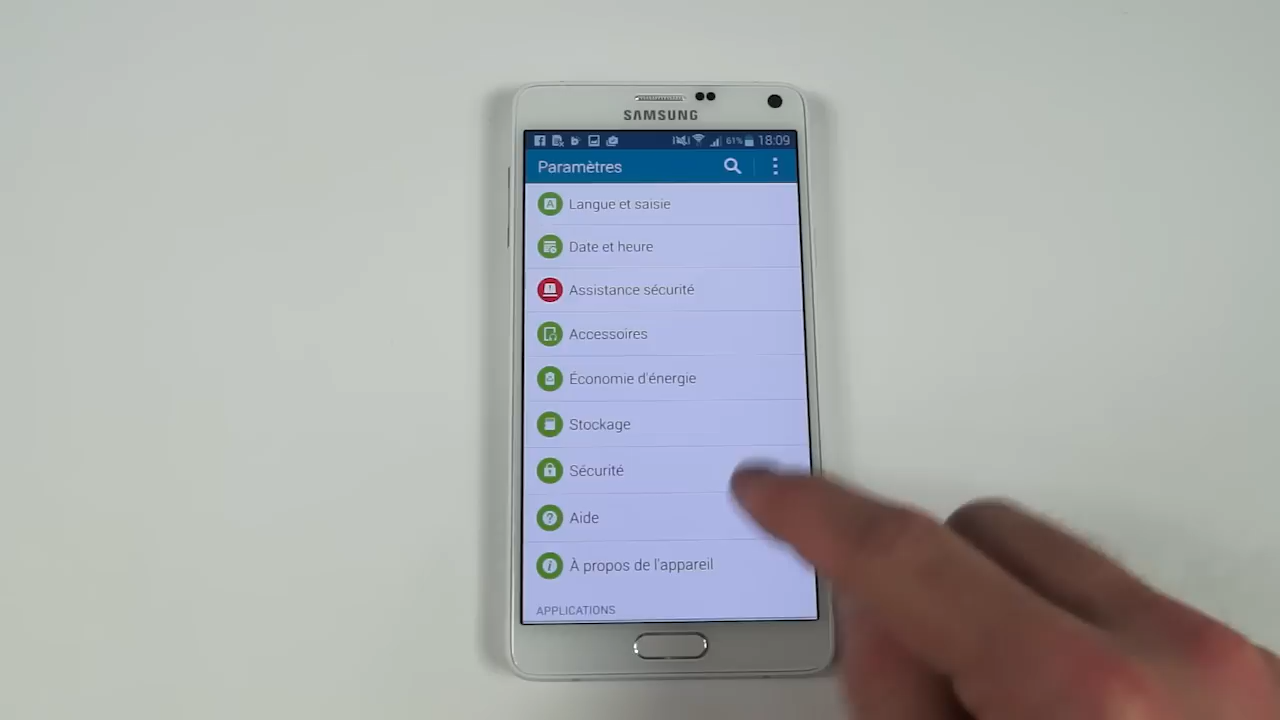 SAMSUNG
61% 18:09
Paramètres
Langue et saisie
Date et heure
Assistance sécurité
Accessoires
Économie d'énergie
Stockage
Sécurité
Aide
À propos de l'appareil
APPLICATIONS